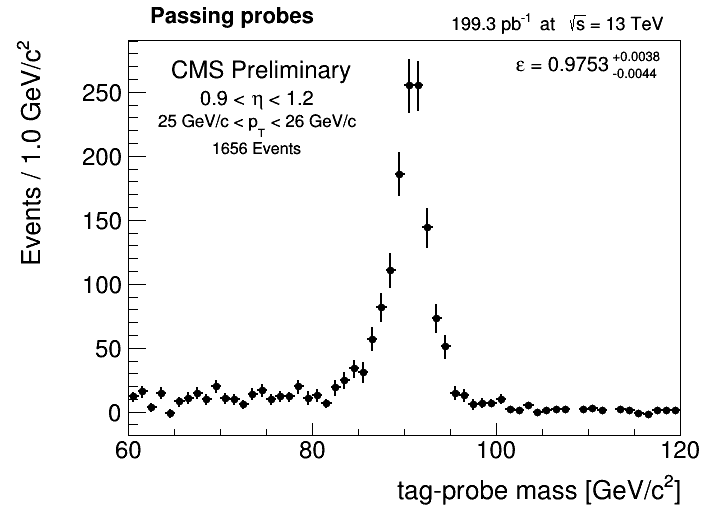 Passing probes
199.3 pb⁻¹ at √s = 13 TeV
CMS Preliminary
0.9 < η < 1.2
25 GeV/c < p_T < 26 GeV/c
1656 Events
ε = 0.9753 +0.0038 -0.0044
Events / 1.0 GeV/c²
250
200
150
100
50
0
60 80 100 120
tag-probe mass [GeV/c²]